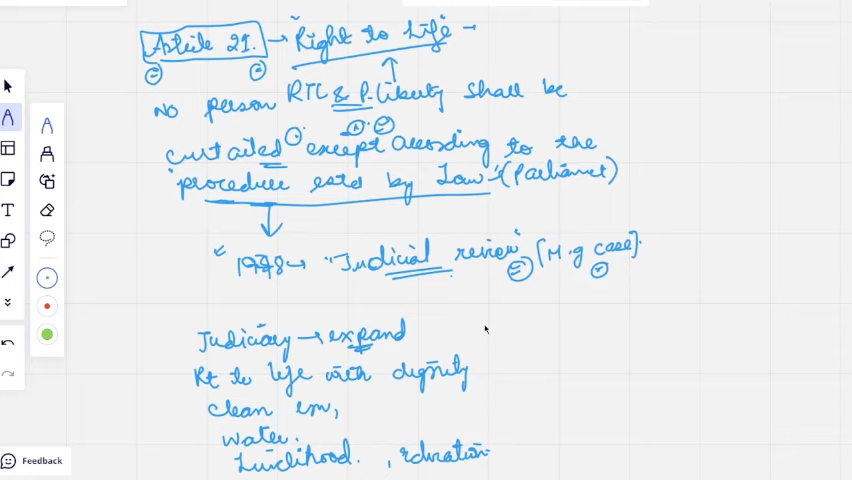 Article 21. → "Right to Life" →
No person RTL & P. Liberty shall be
curtailed except according to the
"procedure estd by Law" (Parliament)
" 1978 → "Judicial review" [M.g case].
Judiciary → expand
Rt to life with dignity
clean env,
water.
Livelihood. , education
Feedback